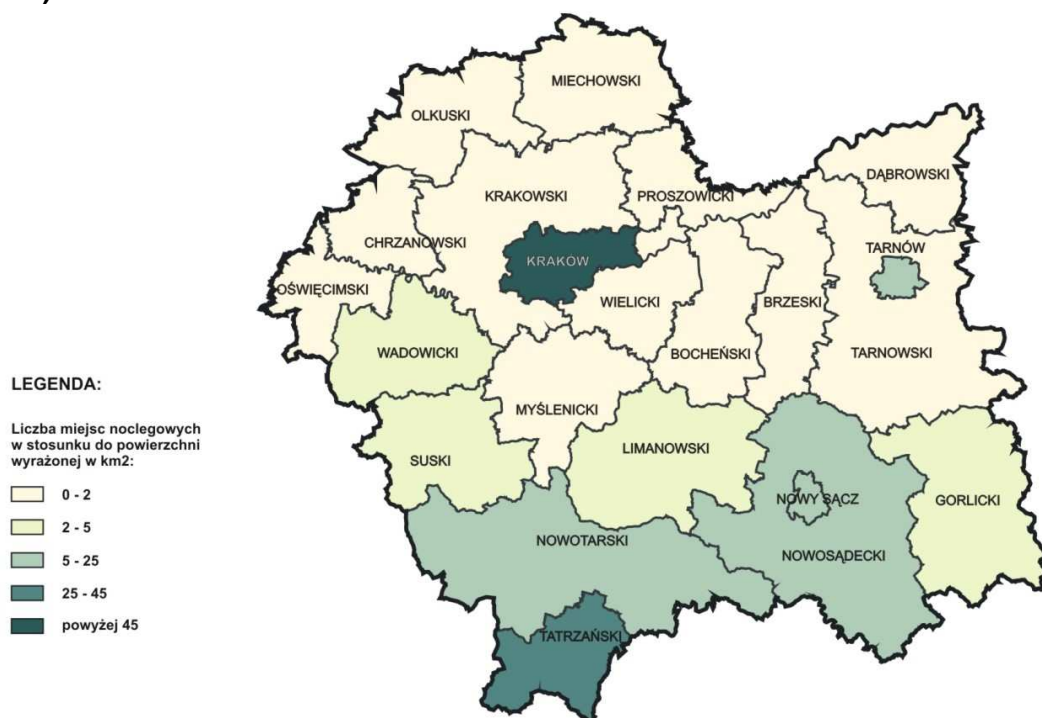 MIECHOWSKI
OLKUSKI
DĄBROWSKI
KRAKOWSKI
PROSZOWICKI
CHRZANOWSKI
TARNÓW
KRAKÓW
OŚWIĘCIMSKI
WIELICKI
BRZESKI
WADOWICKI
BOCHEŃSKI
TARNOWSKI
MYŚLENICKI
LIMANOWSKI
SUSKI
NOWY SĄCZ
GORLICKI
NOWOTARSKI
NOWOSĄDECKI
TATRZAŃSKI
LEGENDA:
Liczba miejsc noclegowych
w stosunku do powierzchni
wyrażonej w km2:
0 - 2
2 - 5
5 - 25
25 - 45
powyżej 45